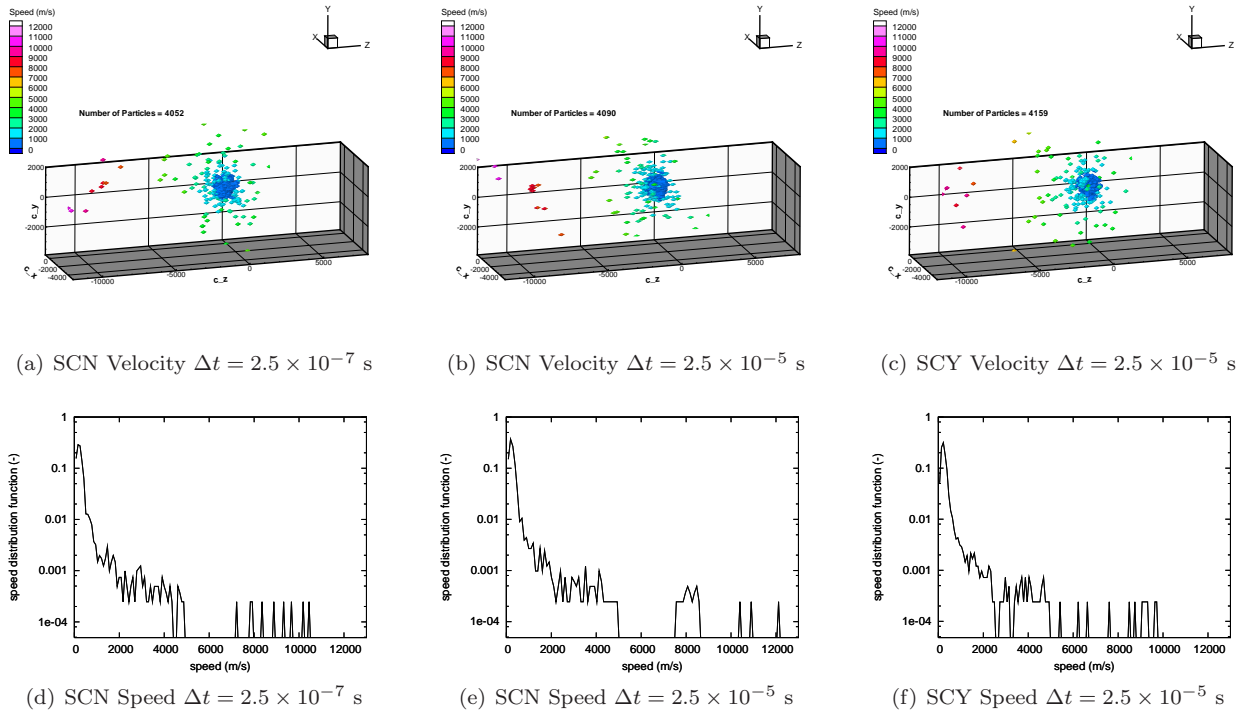 Speed (m/s)
12000
11000
10000
9000
8000
7000
6000
5000
4000
3000
2000
1000
0
Y
X
Z
Number of Particles = 4052
2000
0
-2000
c_y
0
-2000
-4000
c_x
-10000
-5000
0
5000
c_z
(a) SCN Velocity Δt = 2.5 × 10−7 s
Speed (m/s)
12000
11000
10000
9000
8000
7000
6000
5000
4000
3000
2000
1000
0
Y
X
Z
Number of Particles = 4090
2000
0
-2000
c_y
0
-2000
-4000
c_x
-10000
-5000
0
5000
c_z
(b) SCN Velocity Δt = 2.5 × 10−5 s
Speed (m/s)
12000
11000
10000
9000
8000
7000
6000
5000
4000
3000
2000
1000
0
Y
X
Z
Number of Particles = 4159
2000
0
-2000
c_y
0
-2000
-4000
c_x
-10000
-5000
0
5000
c_z
(c) SCY Velocity Δt = 2.5 × 10−5 s
speed distribution function (-)
1
0.1
0.01
0.001
1e-04
0 2000 4000 6000 8000 10000 12000
speed (m/s)
(d) SCN Speed Δt = 2.5 × 10−7 s
speed distribution function (-)
1
0.1
0.01
0.001
1e-04
0 2000 4000 6000 8000 10000 12000
speed (m/s)
(e) SCN Speed Δt = 2.5 × 10−5 s
speed distribution function (-)
1
0.1
0.01
0.001
1e-04
0 2000 4000 6000 8000 10000 12000
speed (m/s)
(f) SCY Speed Δt = 2.5 × 10−5 s